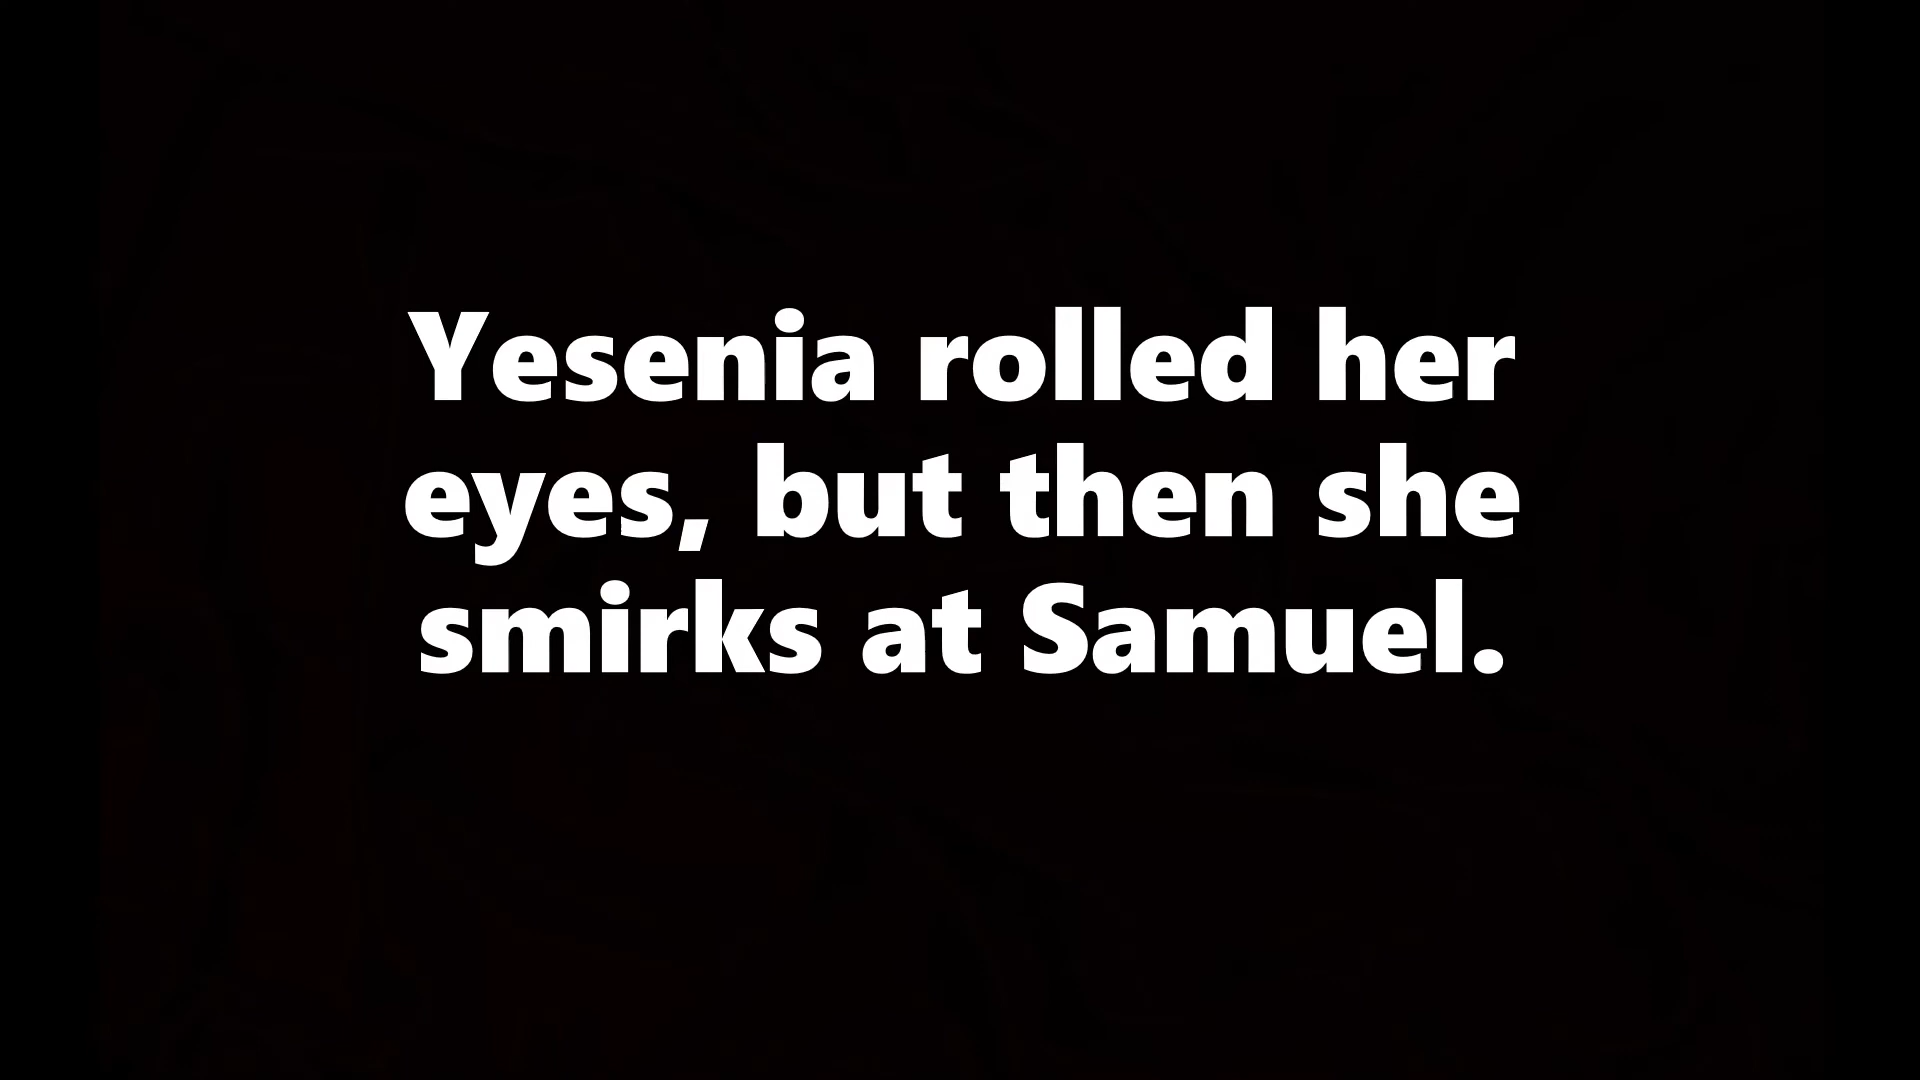 Yesenia rolled her
eyes, but then she
smirks at Samuel.